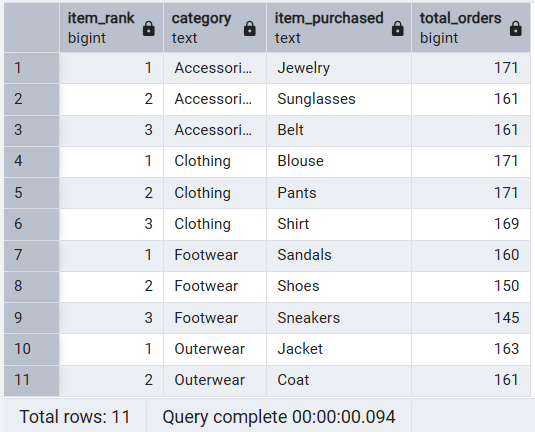 item_rank category item_purchased total_orders
bigint text text bigint
1 1 Accessori... Jewelry 171
2 2 Accessori... Sunglasses 161
3 3 Accessori... Belt 161
4 1 Clothing Blouse 171
5 2 Clothing Pants 171
6 3 Clothing Shirt 169
7 1 Footwear Sandals 160
8 2 Footwear Shoes 150
9 3 Footwear Sneakers 145
10 1 Outerwear Jacket 163
11 2 Outerwear Coat 161
Total rows: 11 Query complete 00:00:00.094